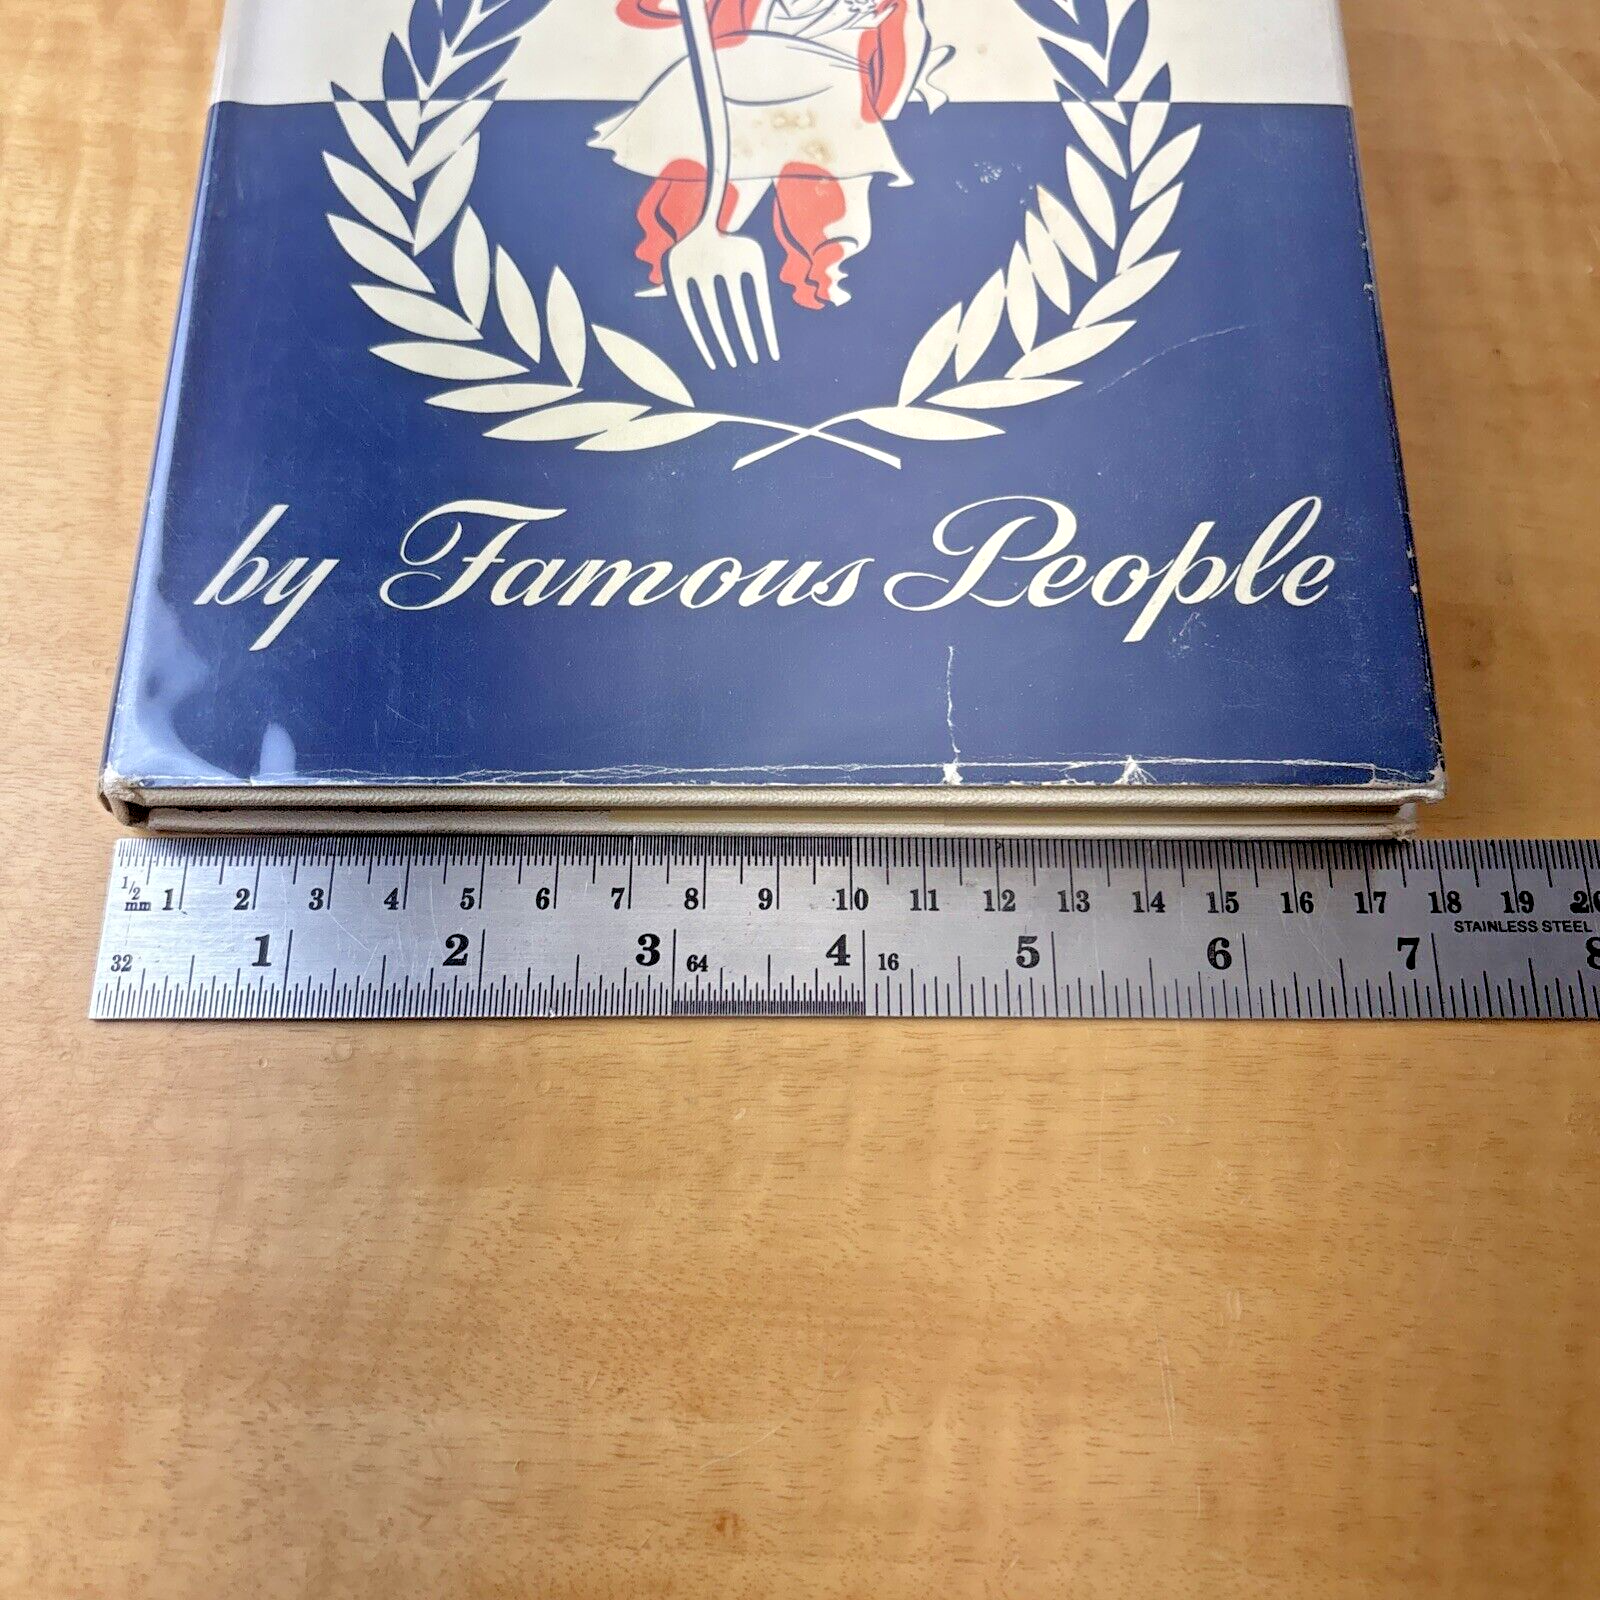 by Famous People
1/2 mm 1 2 3 4 5 6 7 8 9 10 11 12 13 14 15 16 17 18 19 20
STAINLESS STEEL
32 1 2 3 64 4 16 5 6 7 8